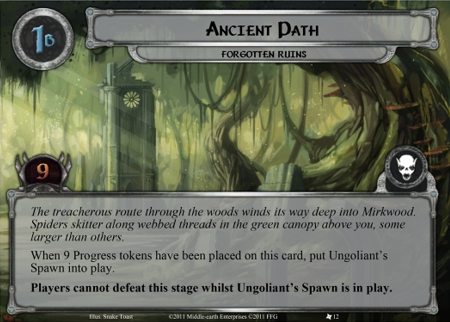 1B
Ancient Path
Forgotten Ruins
9
The treacherous route through the woods winds its way deep into Mirkwood.
Spiders skitter along webbed threads in the green canopy above you, some
larger than others.
When 9 Progress tokens have been placed on this card, put Ungoliant's
Spawn into play.
Players cannot defeat this stage whilst Ungoliant's Spawn is in play.
Illus. Snake Toast ©2011 Middle-earth Enterprises ©2011 FFG 12